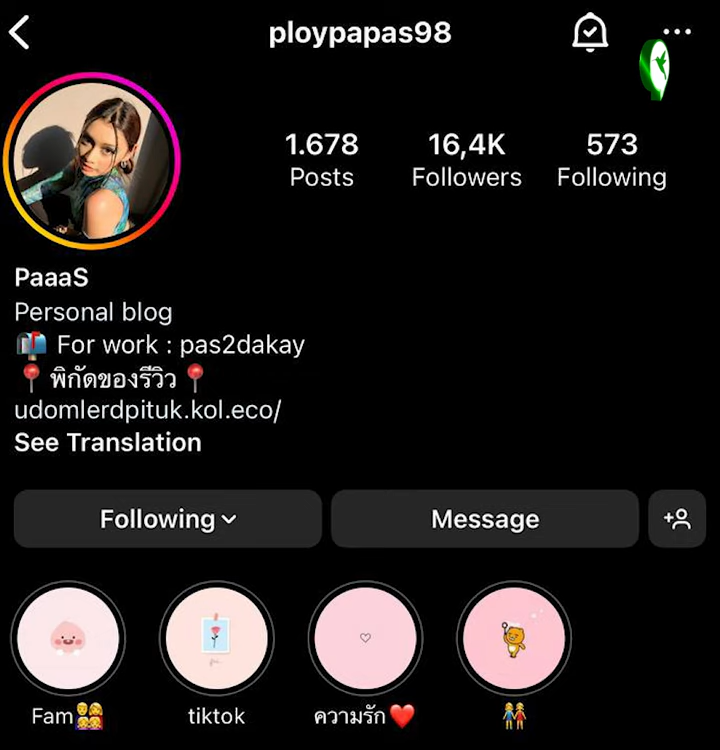 ploypapas98
1.678 16,4K 573
Posts Followers Following
PaaaS
Personal blog
📬 For work : pas2dakay
📍 พิกัดของรีวิว 📍
udomlerdpituk.kol.eco/
See Translation
Following Message
Fam👨‍👩‍👧‍👦 tiktok ความรัก❤️ 👭